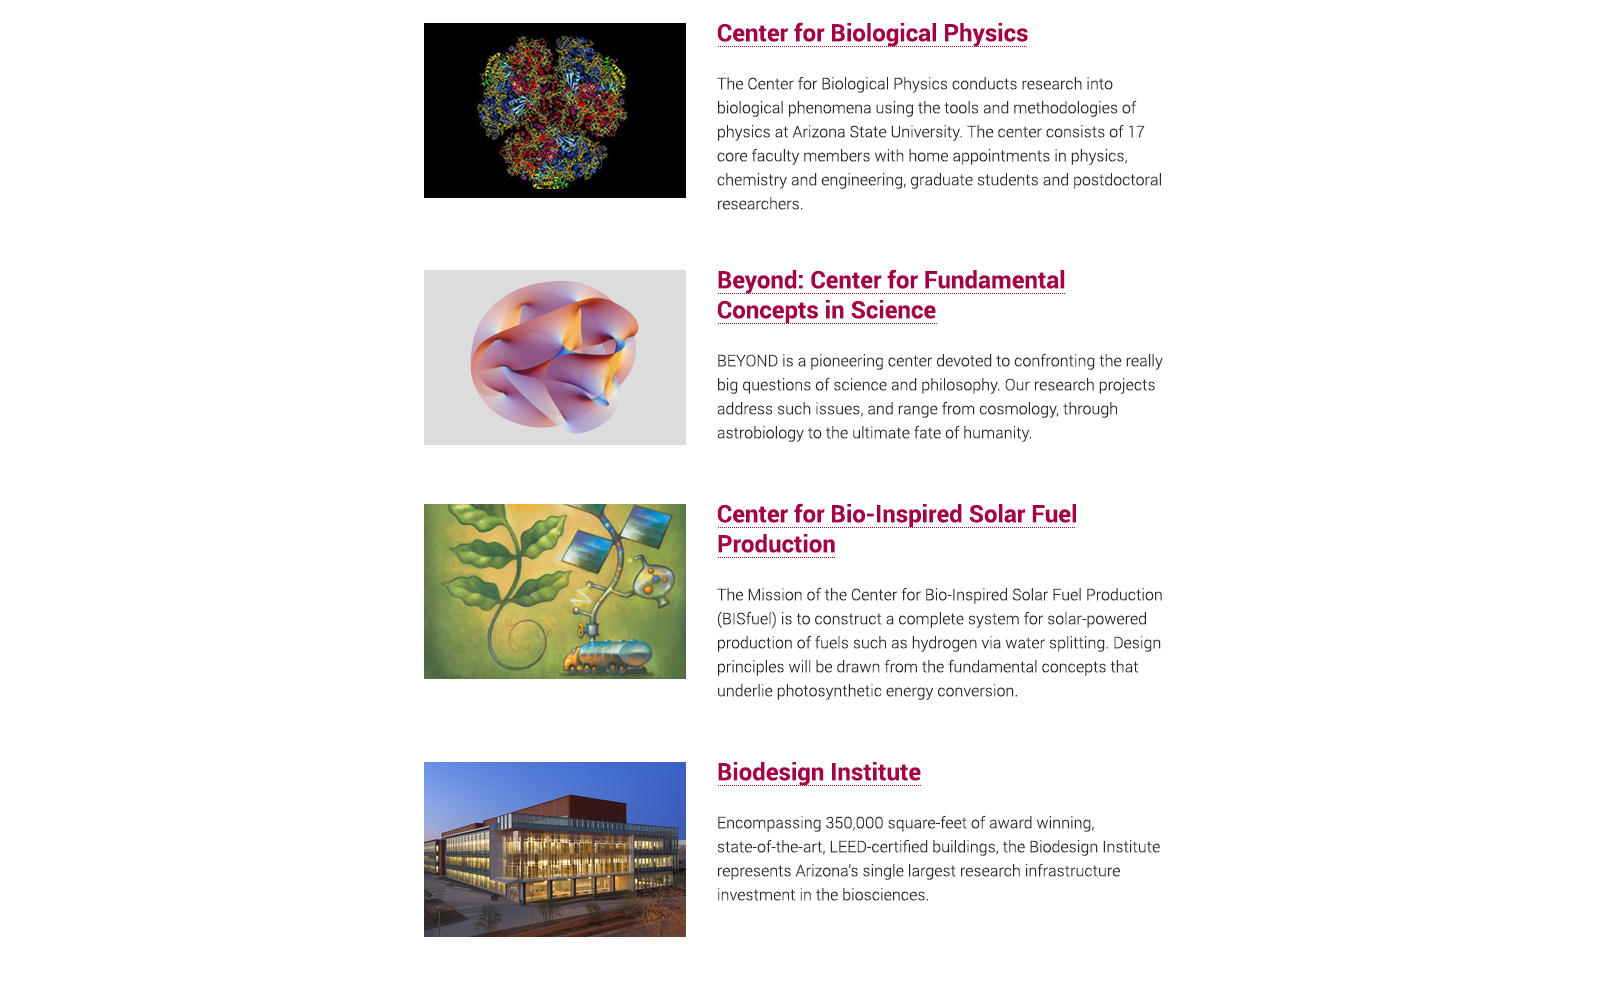 Center for Biological Physics
The Center for Biological Physics conducts research into
biological phenomena using the tools and methodologies of
physics at Arizona State University. The center consists of 17
core faculty members with home appointments in physics,
chemistry and engineering, graduate students and postdoctoral
researchers.
Beyond: Center for Fundamental
Concepts in Science
BEYOND is a pioneering center devoted to confronting the really
big questions of science and philosophy. Our research projects
address such issues, and range from cosmology, through
astrobiology to the ultimate fate of humanity.
Center for Bio-Inspired Solar Fuel
Production
The Mission of the Center for Bio-Inspired Solar Fuel Production
(BISfuel) is to construct a complete system for solar-powered
production of fuels such as hydrogen via water splitting. Design
principles will be drawn from the fundamental concepts that
underlie photosynthetic energy conversion.
Biodesign Institute
Encompassing 350,000 square-feet of award winning,
state-of-the-art, LEED-certified buildings, the Biodesign Institute
represents Arizona's single largest research infrastructure
investment in the biosciences.